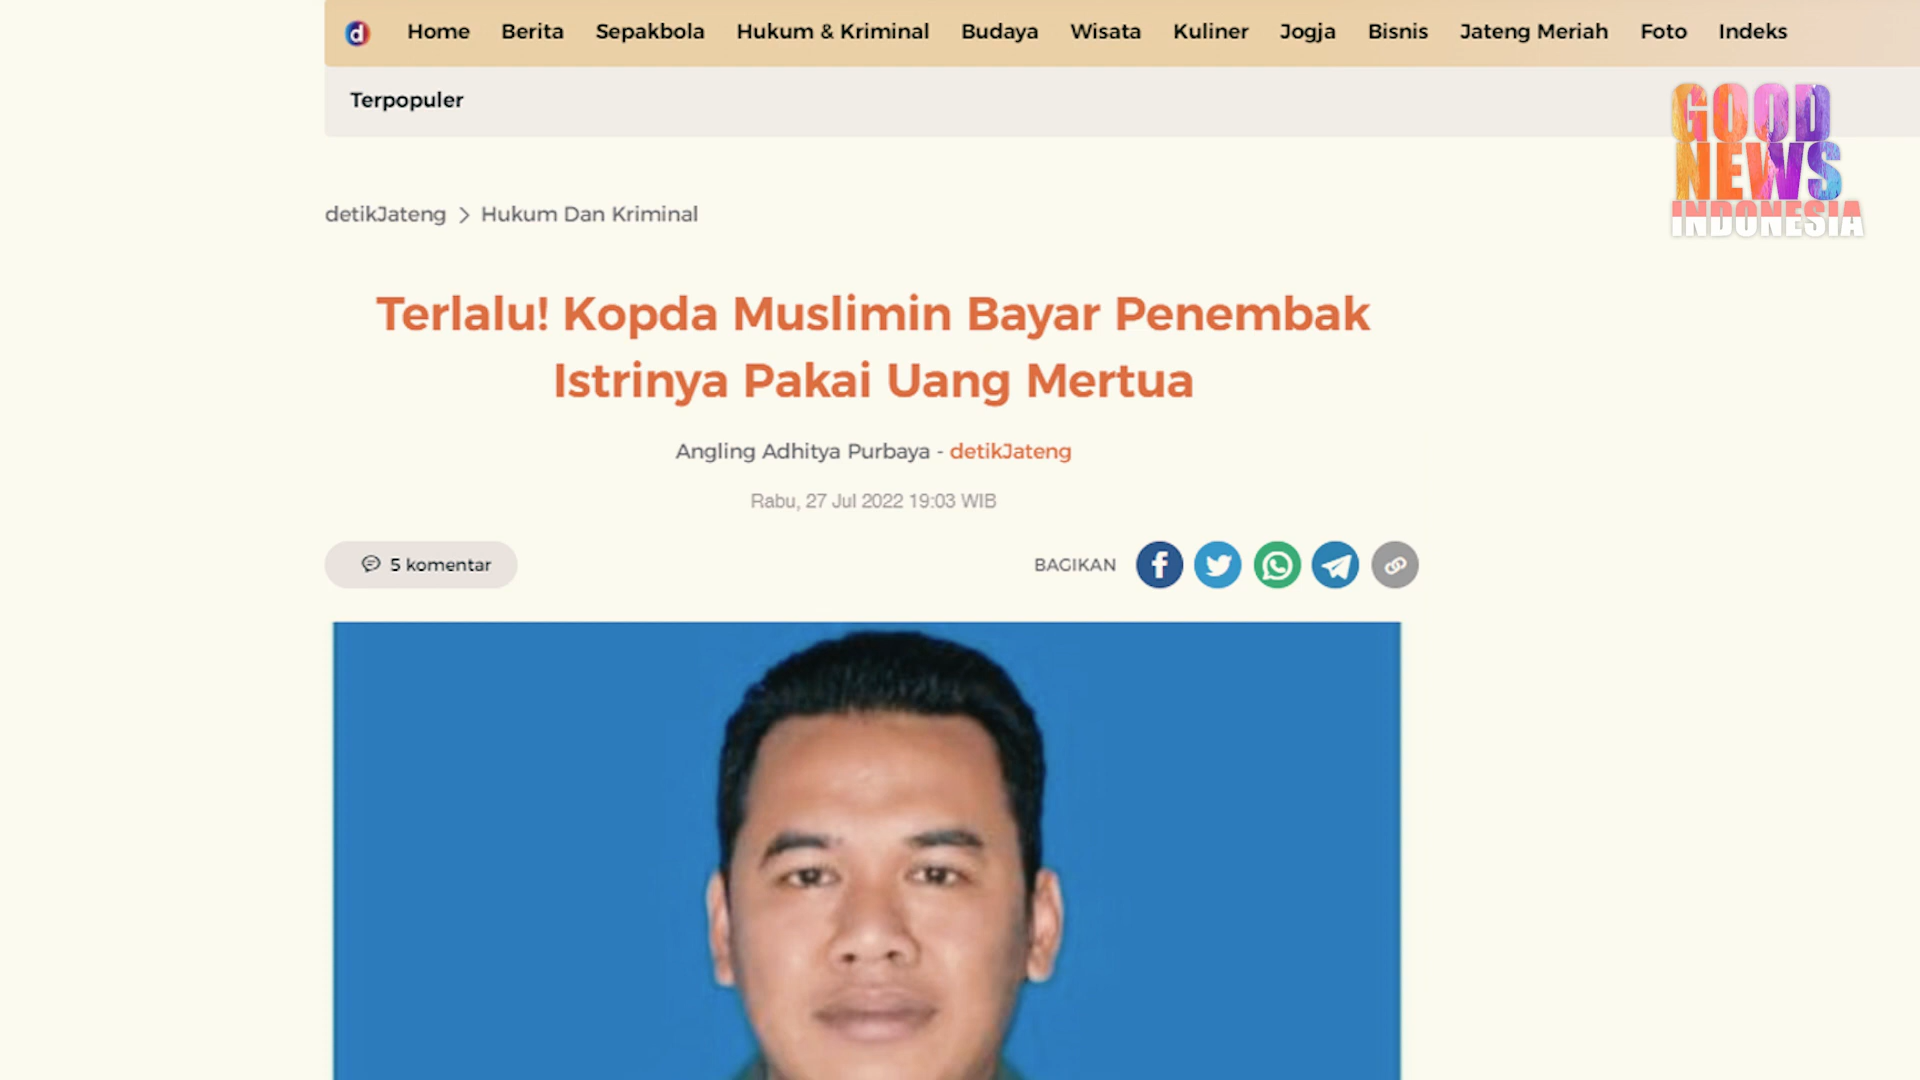 d
Home Berita Sepakbola Hukum & Kriminal Budaya Wisata Kuliner Jogja Bisnis Jateng Meriah Foto Indeks
Terpopuler
GOOD
NEWS
INDONESIA
detikJateng > Hukum Dan Kriminal
Terlalu! Kopda Muslimin Bayar Penembak
Istrinya Pakai Uang Mertua
Angling Adhitya Purbaya - detikJateng
Rabu, 27 Jul 2022 19:03 WIB
5 komentar
BAGIKAN